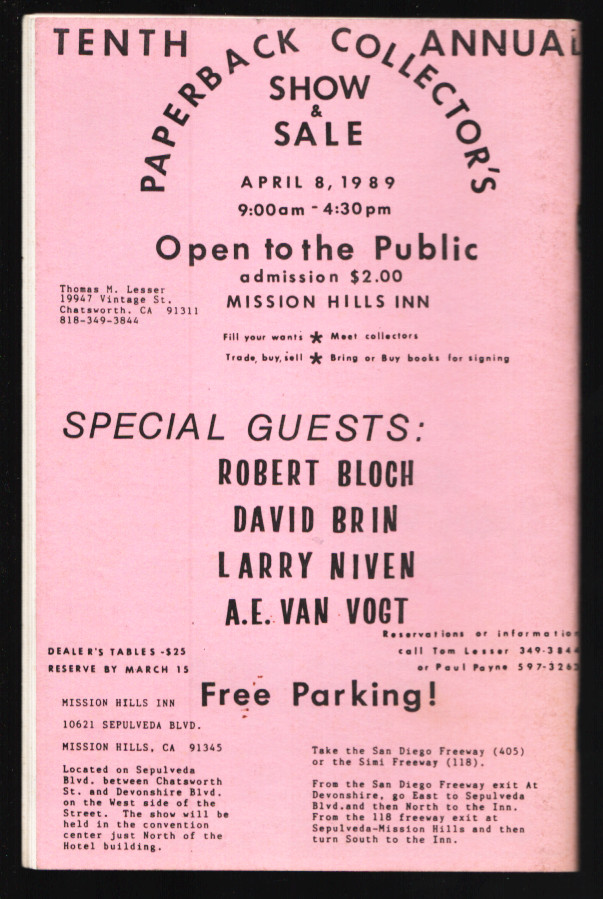 TENTH ANNUAL
PAPERBACK COLLECTOR'S
SHOW
&
SALE
APRIL 8, 1989
9:00am - 4:30pm
Open to the Public
admission $2.00
MISSION HILLS INN
Thomas M. Lesser
19947 Vintage St.
Chatsworth. CA 91311
818-349-3844
Fill your wants * Meet collectors
Trade, buy, sell * Bring or Buy books for signing
SPECIAL GUESTS:
ROBERT BLOCH
DAVID BRIN
LARRY NIVEN
A.E. VAN VOGT
Reservations or information
call Tom Lesser 349-3844
or Paul Payne 597-3263
DEALER'S TABLES -$25
RESERVE BY MARCH 15
Free Parking!
MISSION HILLS INN
10621 SEPULVEDA BLVD.
MISSION HILLS, CA 91345
Located on Sepulveda
Blvd. between Chatsworth
St. and Devonshire Blvd.
on the West side of the
Street. The show will be
held in the convention
center just North of the
Hotel building.
Take the San Diego Freeway (405)
or the Simi Freeway (118).
From the San Diego Freeway exit At
Devonshire, go East to Sepulveda
Blvd.and then North to the Inn.
From the 118 freeway exit at
Sepulveda-Mission Hills and then
turn South to the Inn.